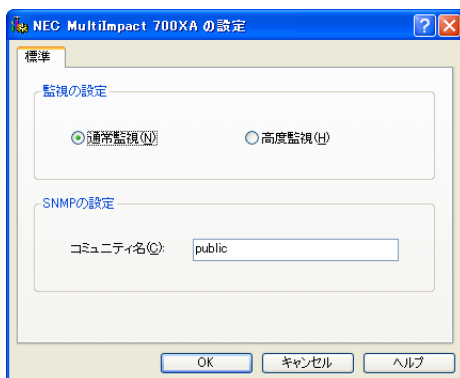 NEC MultiImpact 700XA の設定
標準
監視の設定
通常監視(N)
高度監視(H)
SNMPの設定
コミュニティ名(C):
public
OK
キャンセル
ヘルプ